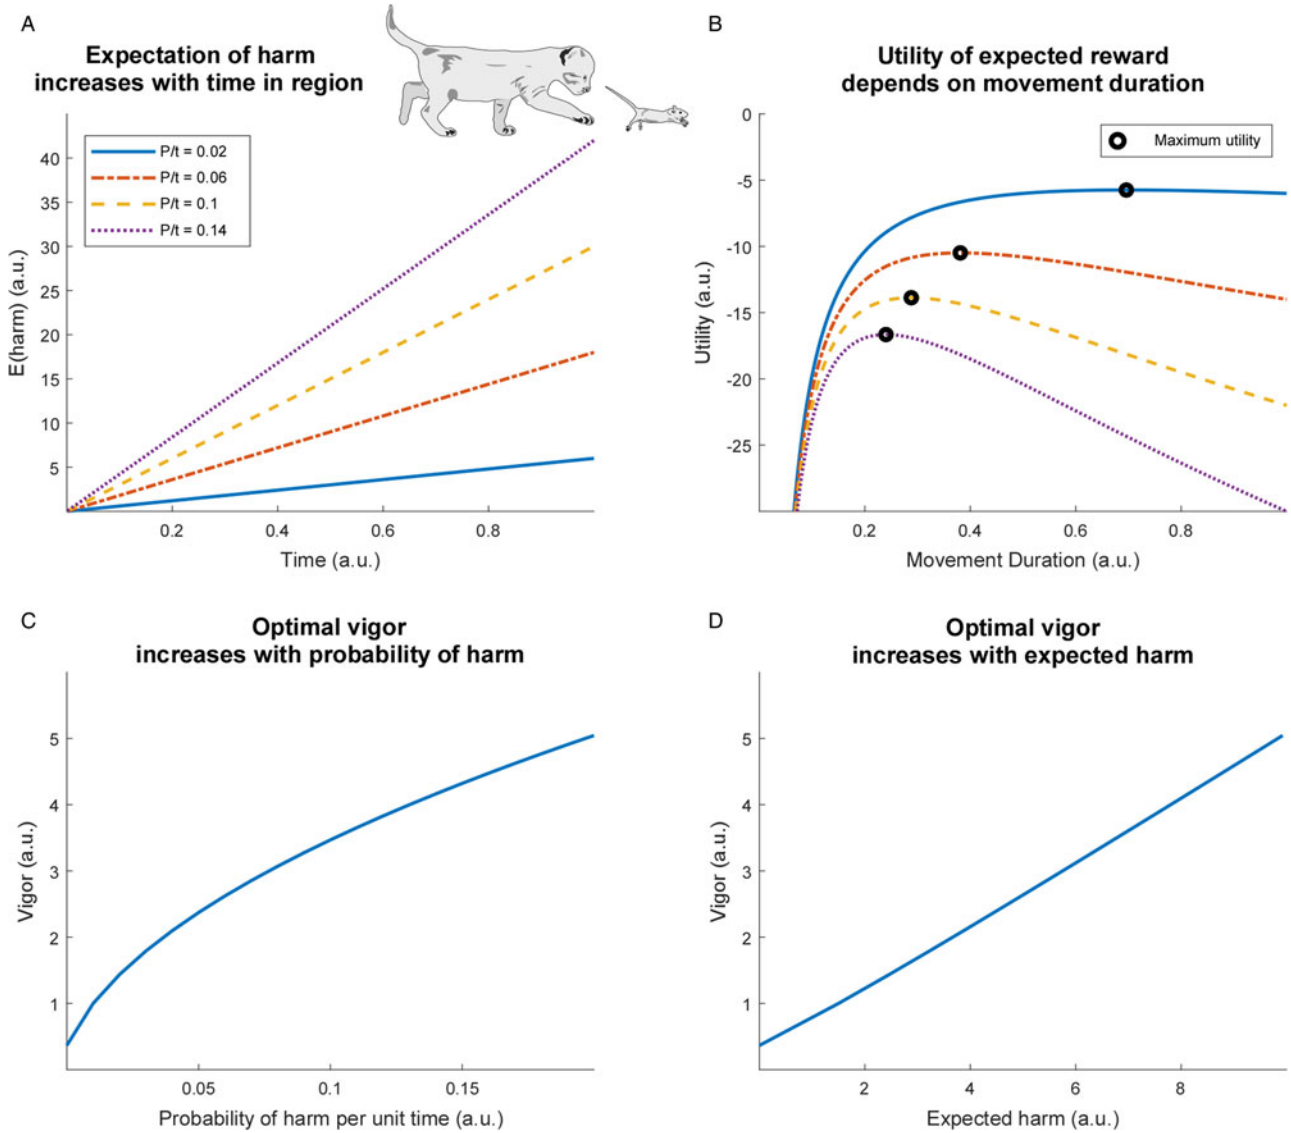 A
Expectation of harm
increases with time in region
P/t = 0.02
P/t = 0.06
P/t = 0.1
P/t = 0.14
40
35
30
25
20
15
10
5
E(harm) (a.u.)
0.2
0.4
0.6
0.8
Time (a.u.)
B
Utility of expected reward
depends on movement duration
Maximum utility
0
-5
-10
-15
-20
-25
Utility (a.u.)
0.2
0.4
0.6
0.8
Movement Duration (a.u.)
C
Optimal vigor
increases with probability of harm
5
4
3
2
1
Vigor (a.u.)
0.05
0.1
0.15
Probability of harm per unit time (a.u.)
D
Optimal vigor
increases with expected harm
5
4
3
2
1
Vigor (a.u.)
2
4
6
8
Expected harm (a.u.)